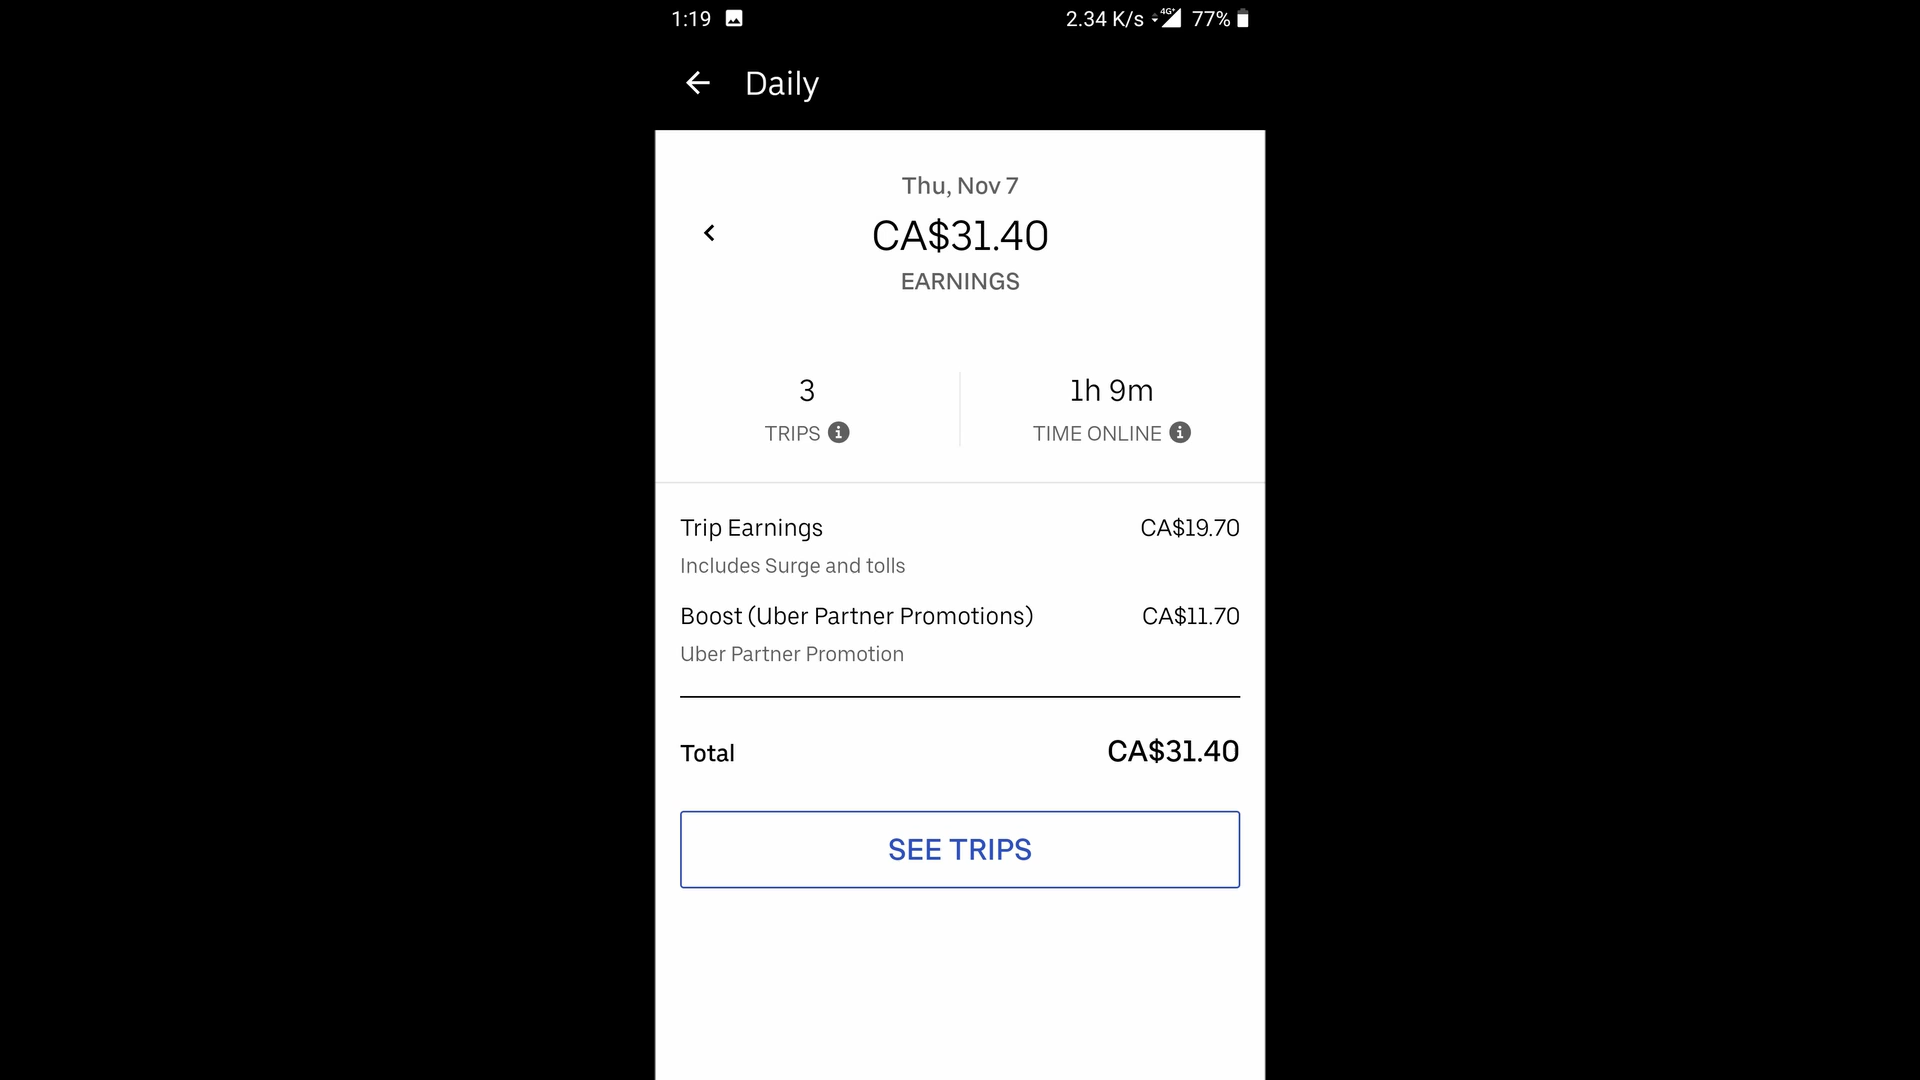 1:19 2.34 K/s 4G+ 77%
Daily
Thu, Nov 7
CA$31.40
EARNINGS
3 1h 9m
TRIPS TIME ONLINE
Trip Earnings CA$19.70
Includes Surge and tolls
Boost (Uber Partner Promotions) CA$11.70
Uber Partner Promotion
Total CA$31.40
SEE TRIPS